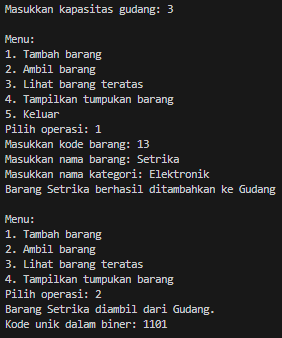 Masukkan kapasitas gudang: 3
Menu:
1. Tambah barang
2. Ambil barang
3. Lihat barang teratas
4. Tampilkan tumpukan barang
5. Keluar
Pilih operasi: 1
Masukkan kode barang: 13
Masukkan nama barang: Setrika
Masukkan nama kategori: Elektronik
Barang Setrika berhasil ditambahkan ke Gudang
Menu:
1. Tambah barang
2. Ambil barang
3. Lihat barang teratas
4. Tampilkan tumpukan barang
Pilih operasi: 2
Barang Setrika diambil dari Gudang.
Kode unik dalam biner: 1101